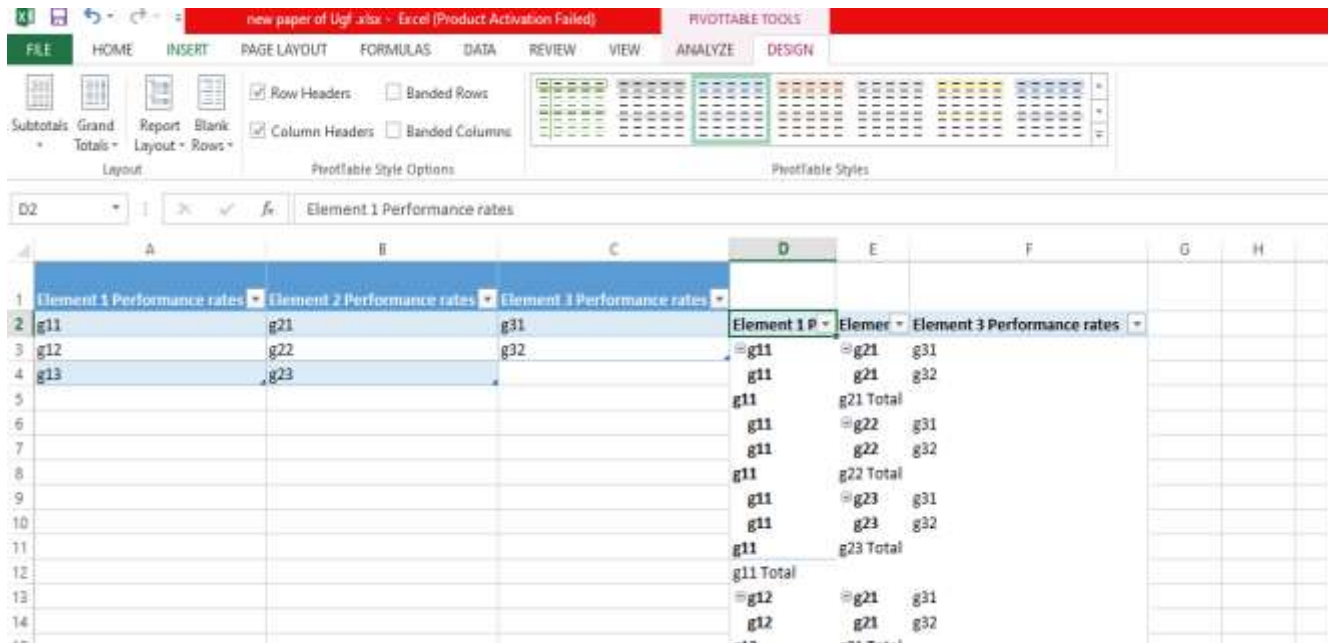 new paper of Ugf .xlsx - Excel (Product Activation Failed) PIVOTTABLE TOOLS
FILE HOME INSERT PAGE LAYOUT FORMULAS DATA REVIEW VIEW ANALYZE DESIGN
Row Headers Banded Rows
Subtotals Grand Totals Report Layout Blank Rows
Column Headers Banded Columns
Layout PivotTable Style Options PivotTable Styles
D2 fx Element 1 Performance rates
A B C D E F G H
1 Element 1 Performance rates Element 2 Performance rates Element 3 Performance rates
2 g11 g21 g31 Element 1 P Elemer Element 3 Performance rates
3 g12 g22 g32 g11 g21 g31
4 g13 g23 g11 g21 g32
5 g11 g21 Total
6 g11 g22 g31
7 g11 g22 g32
8 g11 g22 Total
9 g11 g23 g31
10 g11 g23 g32
11 g11 g23 Total
12 g11 Total
13 g12 g21 g31
14 g12 g21 g32